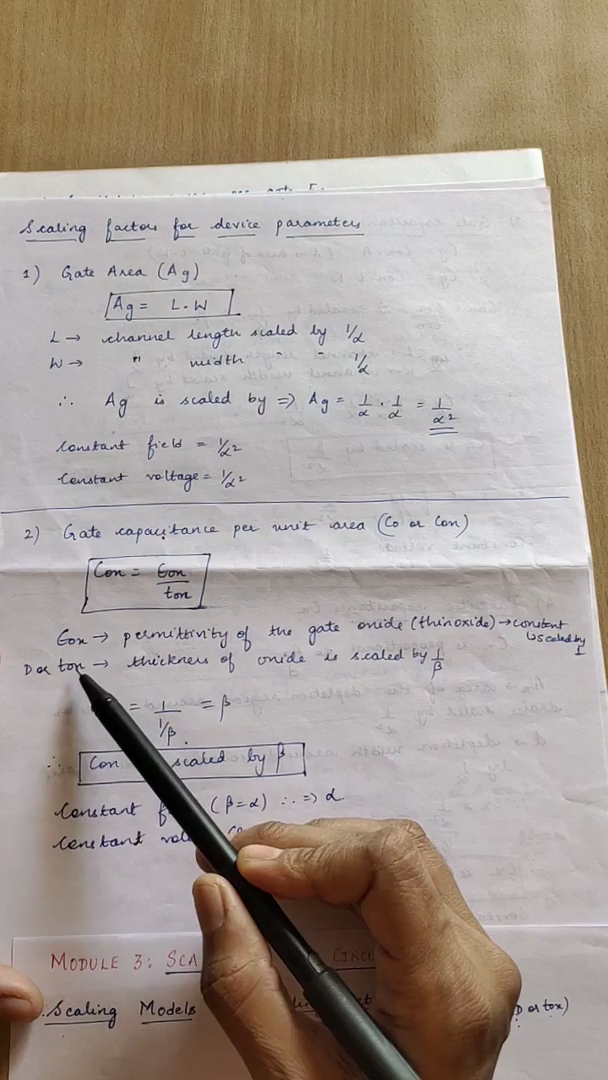 Scaling factors for device parameters
1) Gate Area (Ag)
Ag = L.W
L → channel length scaled by 1/α
W → " width " " 1/α
∴ Ag is scaled by => Ag = 1/α . 1/α = 1/α²
Constant field = 1/α²
Constant voltage = 1/α²
2) Gate capacitance per unit area (Co or Cox)
Cox = Eox/tox
Eox → permittivity of the gate oxide (thinoxide) → constant
↳ scaled by 1
D or tox → thickness of oxide is scaled by 1/β
= 1/1/β = β
∴ Cox scaled by β
Constant (β=α) ∴ => α
Constant
MODULE 3:
Scaling Models
D or tox)